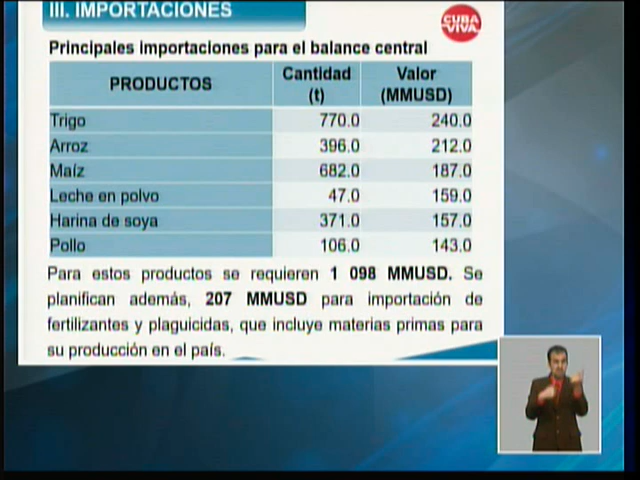 III. IMPORTACIONES
CUBA
VIVA
Principales importaciones para el balance central
PRODUCTOS Cantidad (t) Valor (MMUSD)
Trigo 770.0 240.0
Arroz 396.0 212.0
Maíz 682.0 187.0
Leche en polvo 47.0 159.0
Harina de soya 371.0 157.0
Pollo 106.0 143.0
Para estos productos se requieren 1 098 MMUSD. Se
planifican además, 207 MMUSD para importación de
fertilizantes y plaguicidas, que incluye materias primas para
su producción en el país.